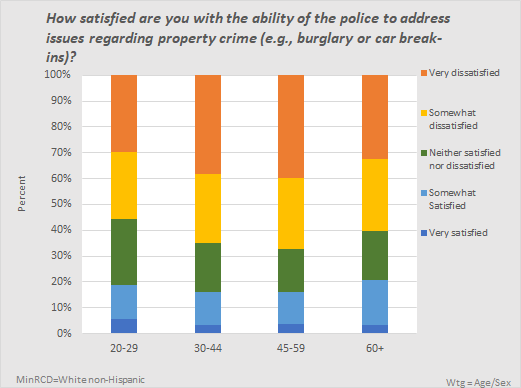 How satisfied are you with the ability of the police to address
issues regarding property crime (e.g., burglary or car break-
ins)?
100%
90%
80%
70%
60%
50%
40%
30%
20%
10%
0%
Percent
20-29
30-44
45-59
60+
Very dissatisfied
Somewhat
dissatisfied
Neither satisfied
nor dissatisfied
Somewhat
Satisfied
Very satisfied
MinRCD=White non-Hispanic
Wtg = Age/Sex